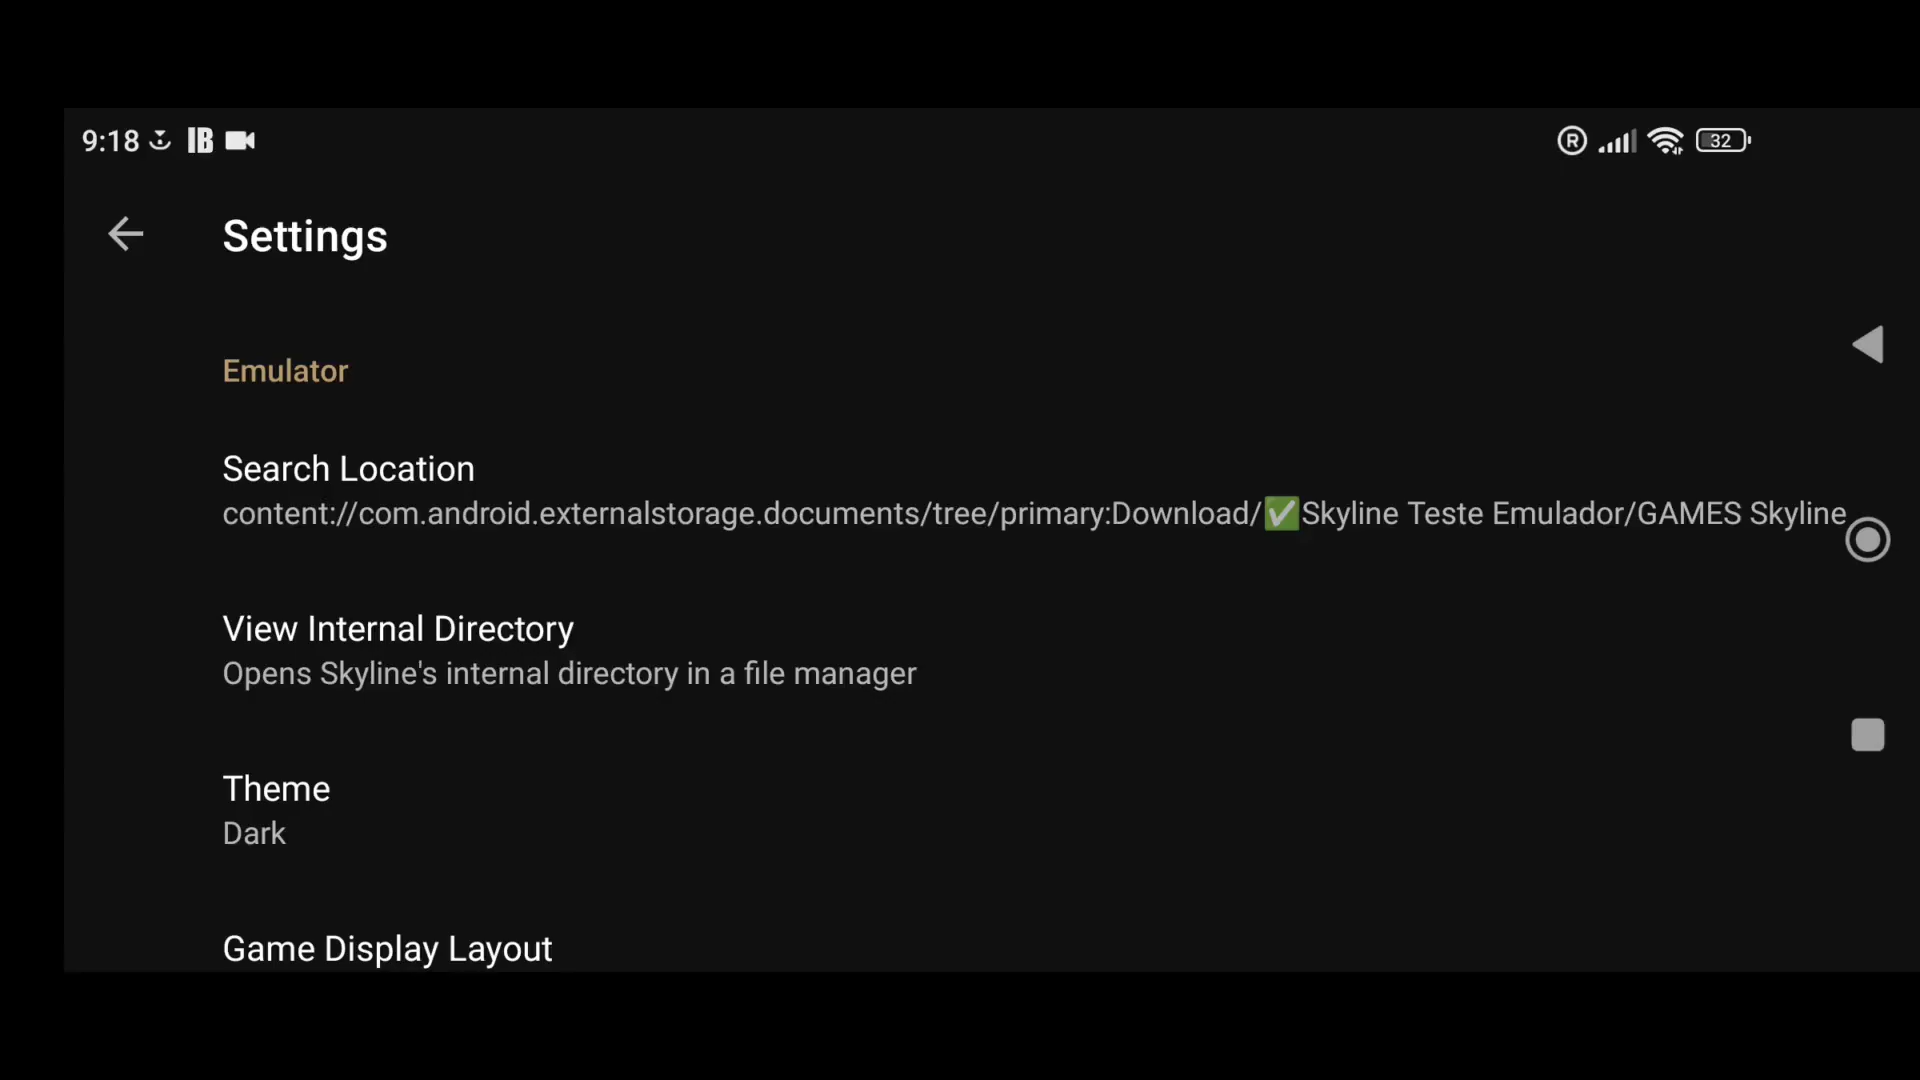 9:18 IB R 32
Settings
Emulator
Search Location
content://com.android.externalstorage.documents/tree/primary:Download/✅Skyline Teste Emulador/GAMES Skyline
View Internal Directory
Opens Skyline's internal directory in a file manager
Theme
Dark
Game Display Layout